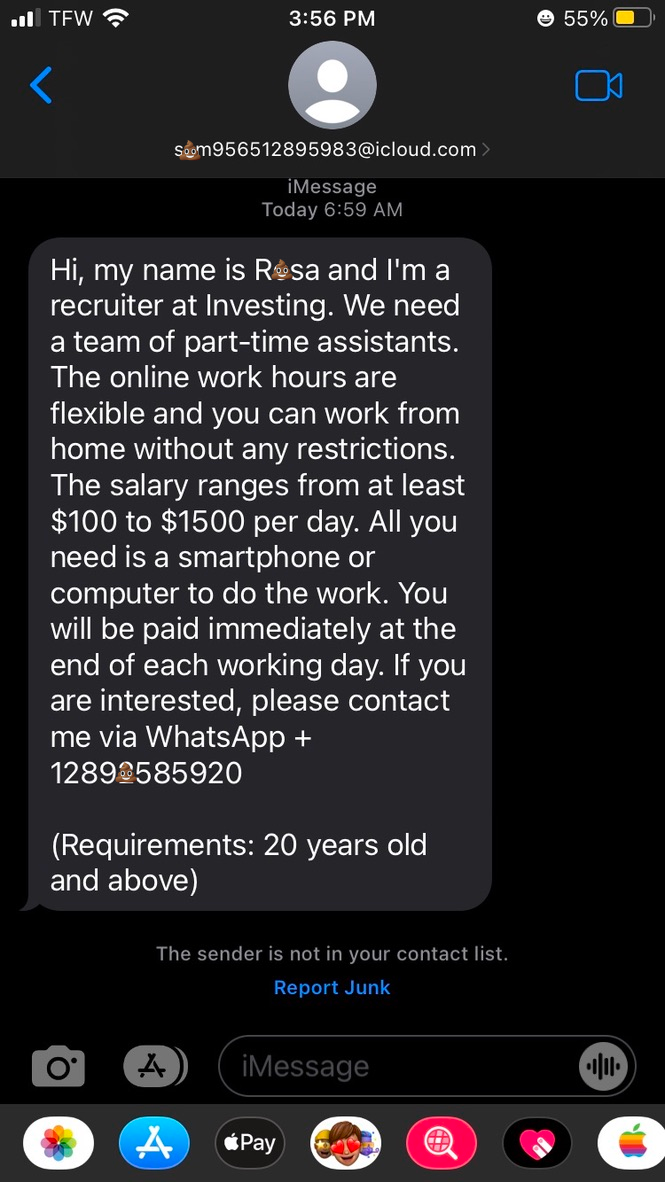 TFW
3:56 PM
55%
s💩m956512895983@icloud.com
iMessage
Today 6:59 AM
Hi, my name is R💩sa and I'm a
recruiter at Investing. We need
a team of part-time assistants.
The online work hours are
flexible and you can work from
home without any restrictions.
The salary ranges from at least
$100 to $1500 per day. All you
need is a smartphone or
computer to do the work. You
will be paid immediately at the
end of each working day. If you
are interested, please contact
me via WhatsApp +
1289💩585920
(Requirements: 20 years old
and above)
The sender is not in your contact list.
Report Junk
iMessage
Pay